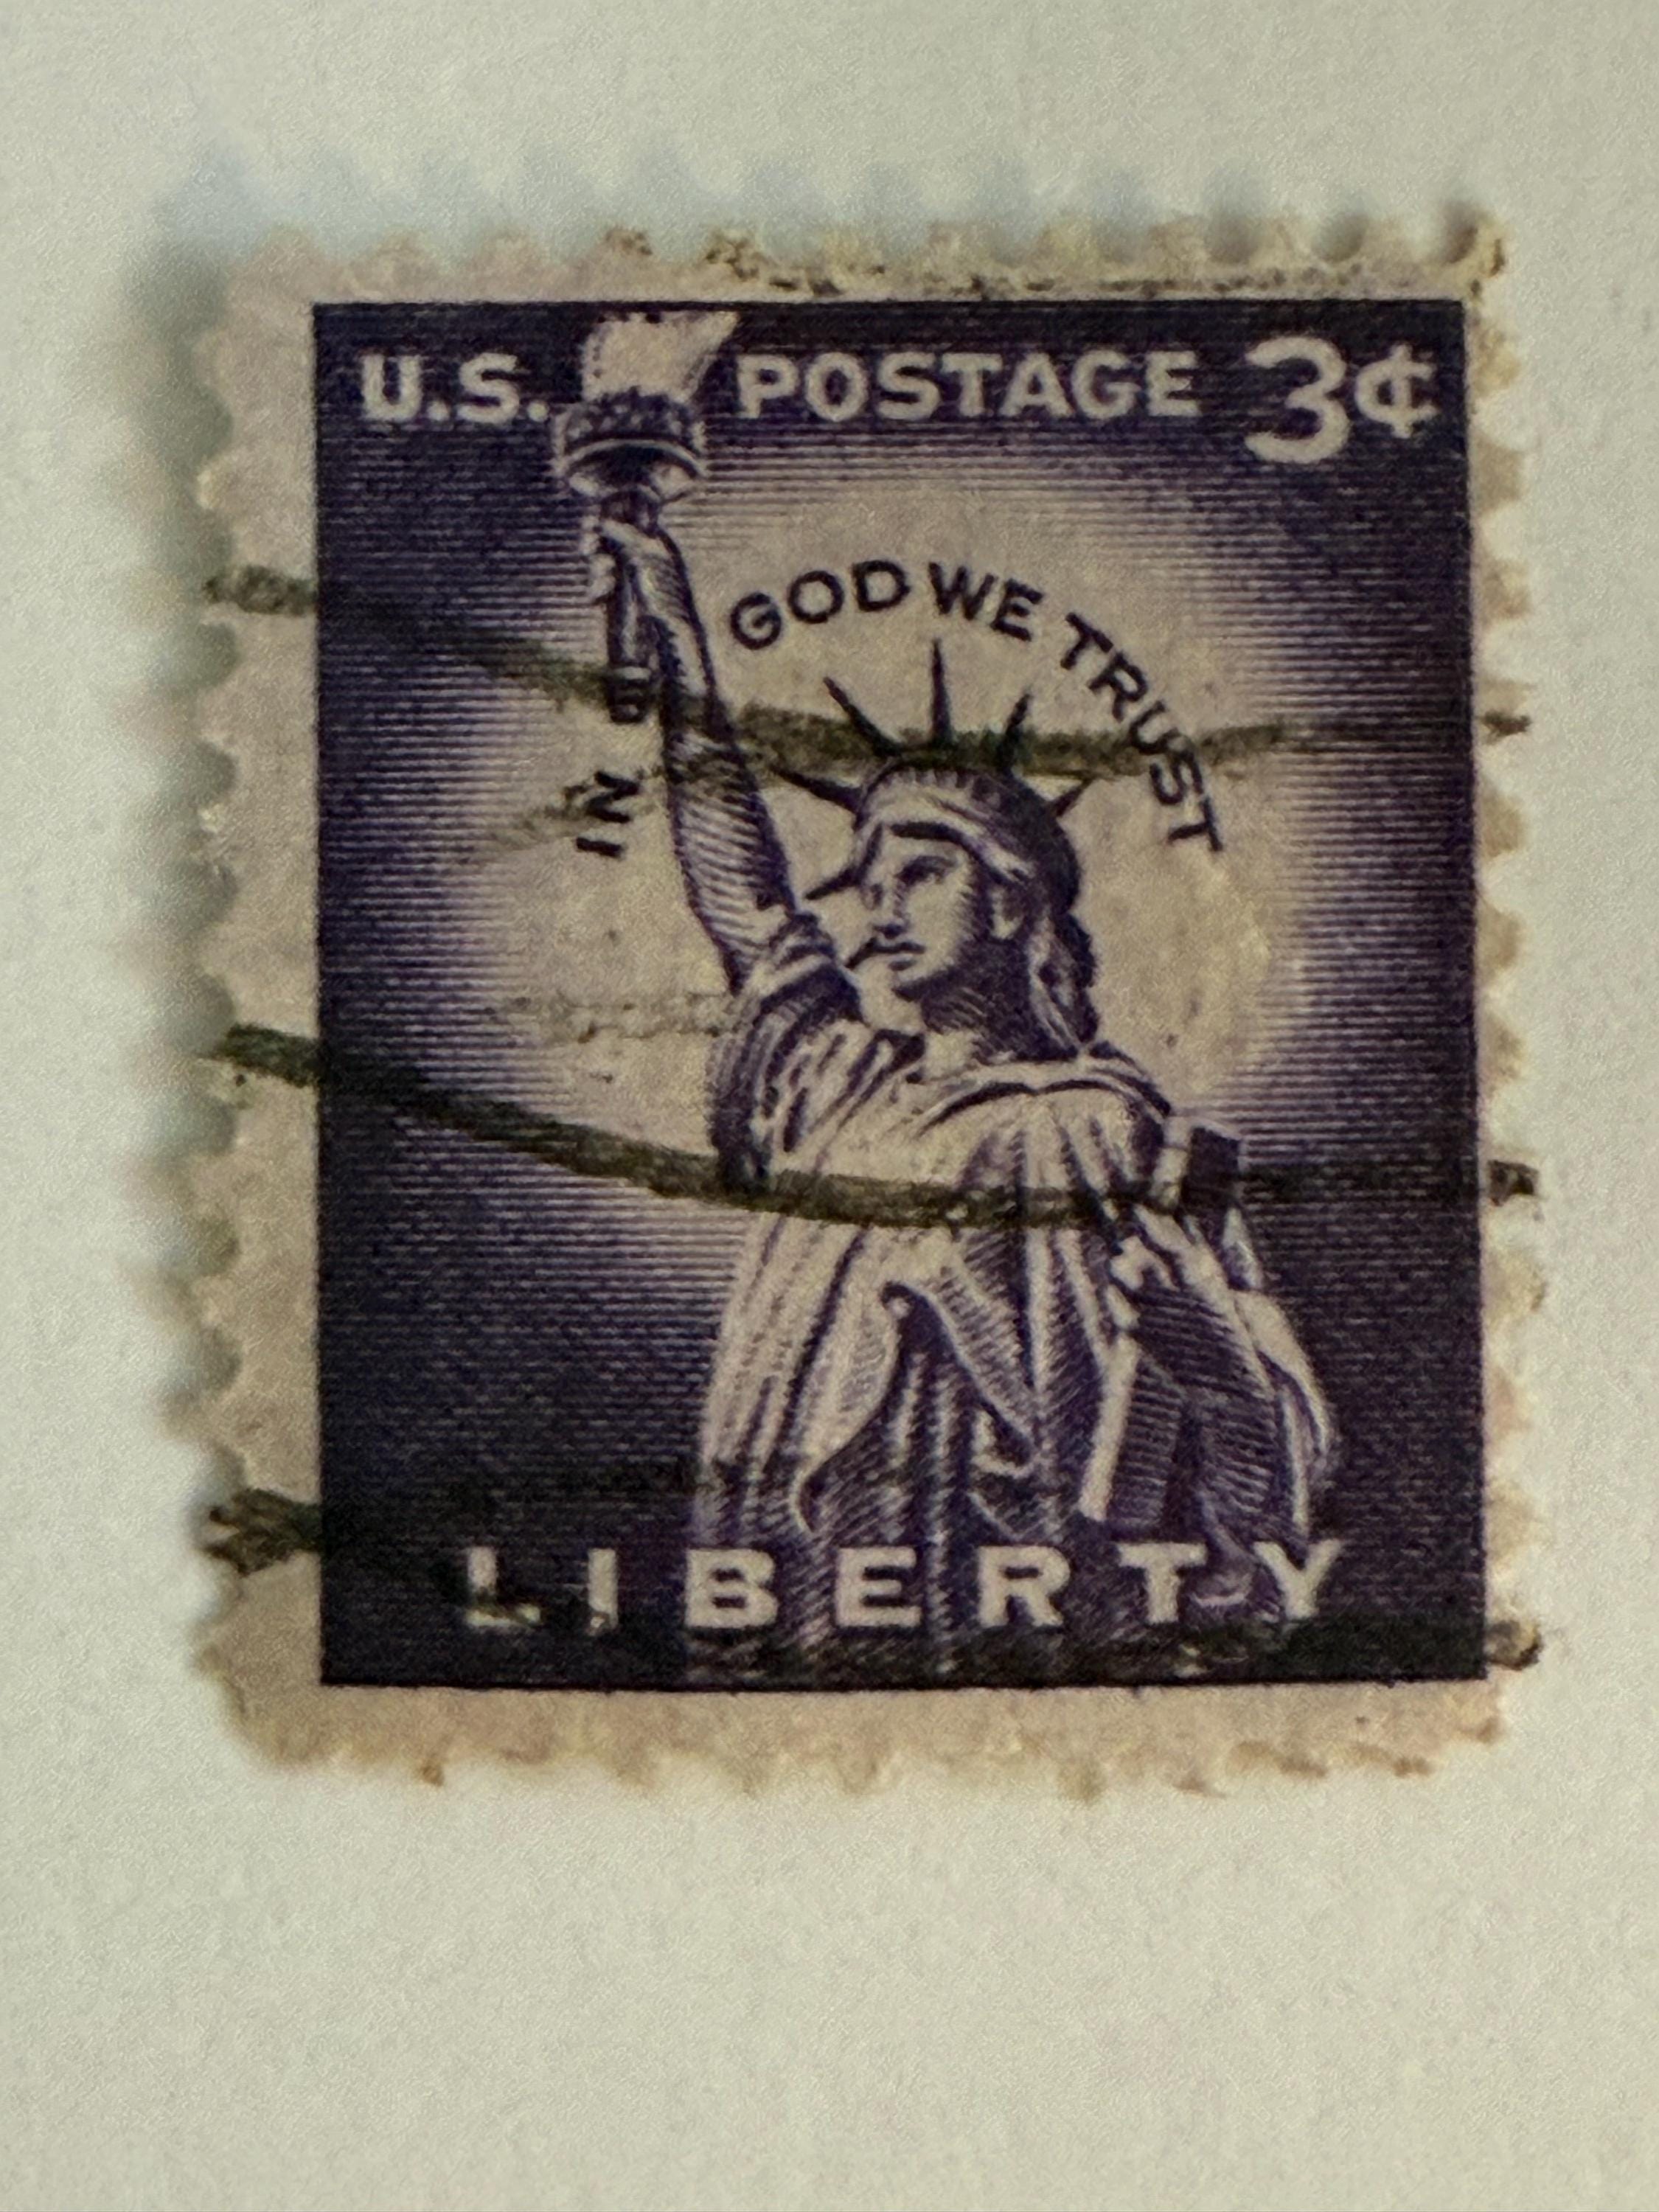 U.S. POSTAGE 3¢
IN GOD WE TRUST
LIBERTY